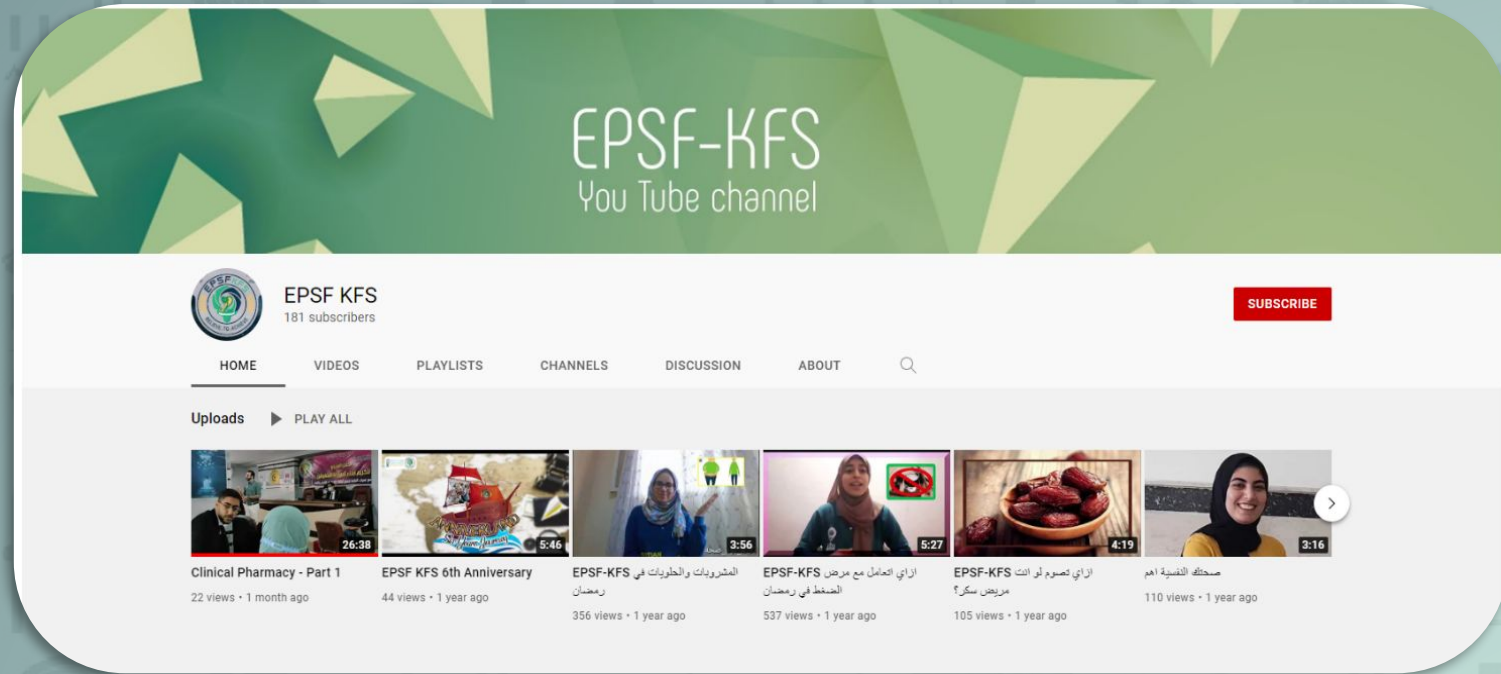 EPSF-KFS
You Tube channel
EPSF KFS
181 subscribers
SUBSCRIBE
HOME VIDEOS PLAYLISTS CHANNELS DISCUSSION ABOUT
Uploads PLAY ALL
26:38
5:46
3:56
5:27
4:19
3:16
Clinical Pharmacy - Part 1
22 views • 1 month ago
EPSF KFS 6th Anniversary
44 views • 1 year ago
EPSF-KFS المشروبات والحلويات في
رمضان
356 views • 1 year ago
EPSF-KFS ازاي اتعامل مع مرض
الضغط في رمضان
537 views • 1 year ago
EPSF-KFS ازاي تصوم لو انت
مريض سكر؟
105 views • 1 year ago
صحتك النفسية اهم
110 views • 1 year ago